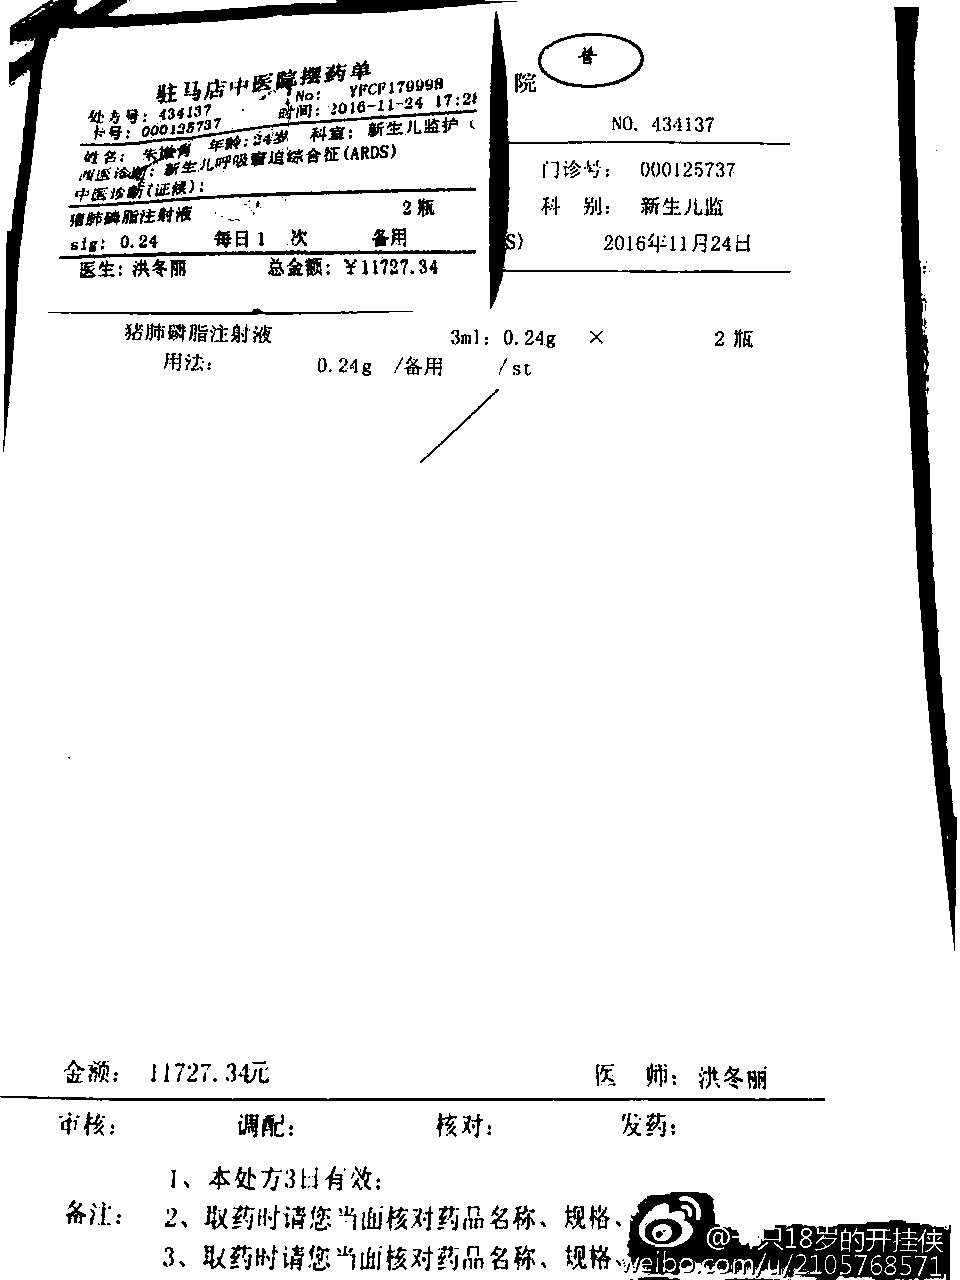 驻马店中医院摆药单
处方号: 434137 No: YFCF179998
卡号: 000125737 时间: 2016-11-24 17:28
姓名: 年龄: 24岁 科室: 新生儿监护(
西医诊断: 新生儿呼吸窘迫综合征(ARDS)
中医诊断(证候):
猪肺磷脂注射液 2 瓶
sig: 0.24 每日1 次 备用
医生: 洪冬丽 总金额: ¥11727.34
普
院
NO. 434137
门诊号: 000125737
科 别: 新生儿监
S) 2016年11月24日
猪肺磷脂注射液 3ml: 0.24g × 2 瓶
用法: 0.24g /备用 /st
金额: 11727.34元 医 师: 洪冬丽
审核: 调配: 核对: 发药:
备注: 1、本处方3日有效;
2、取药时请您当面核对药品名称、规格、
3、取药时请您当面核对药品名称、规格、
@一只18岁的开挂侠
weibo.com/u/2105768571